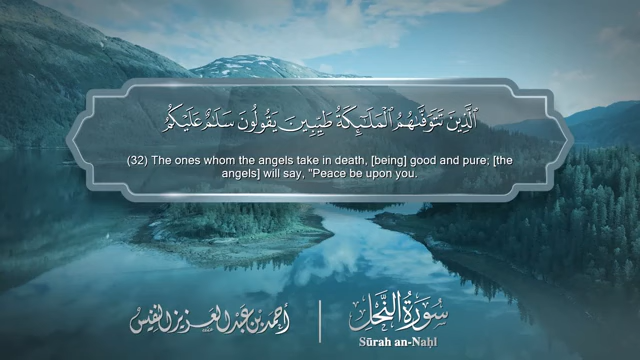 ٱلَّذِينَ تَتَوَفَّىٰهُمُ ٱلْمَلَـٰٓئِكَةُ طَيِّبِينَ يَقُولُونَ سَلَـٰمٌ عَلَيْكُمُ
(32) The ones whom the angels take in death, [being] good and pure; [the
angels] will say, "Peace be upon you.
سُورَةُ النَّحْلِ
Sūrah an-Naḥl
أحمد بن عبد العزيز النفيس